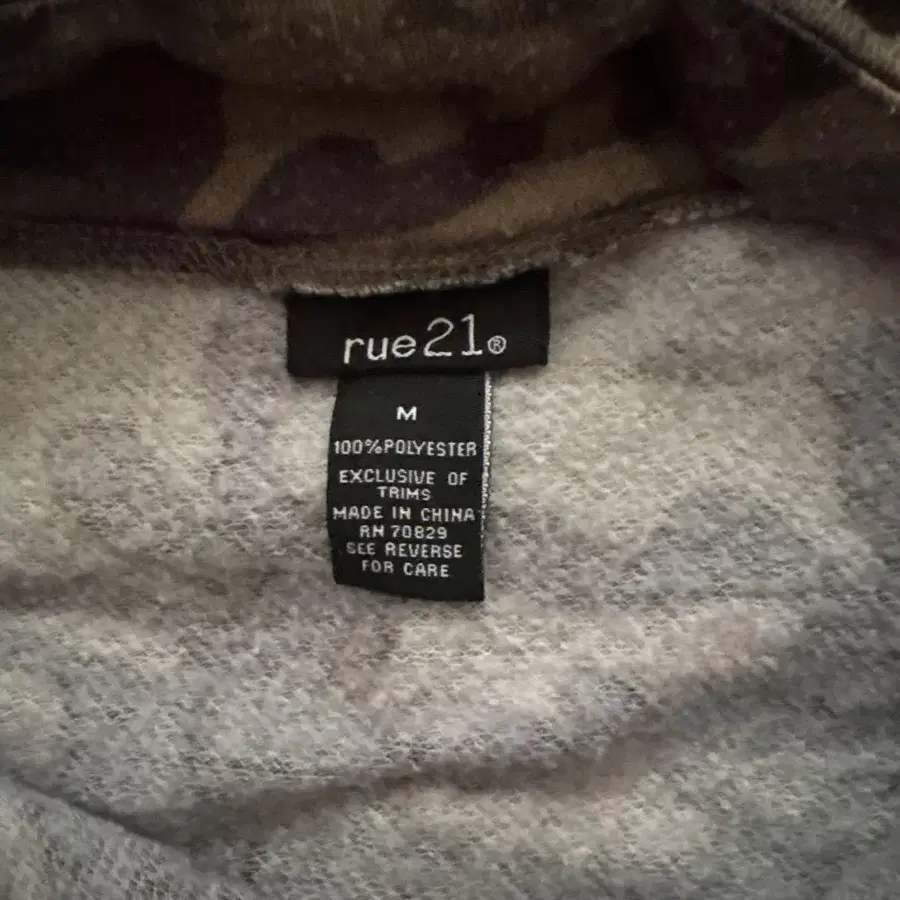 rue21®
M
100%POLYESTER
EXCLUSIVE OF
TRIMS
MADE IN CHINA
RN 70829
SEE REVERSE
FOR CARE